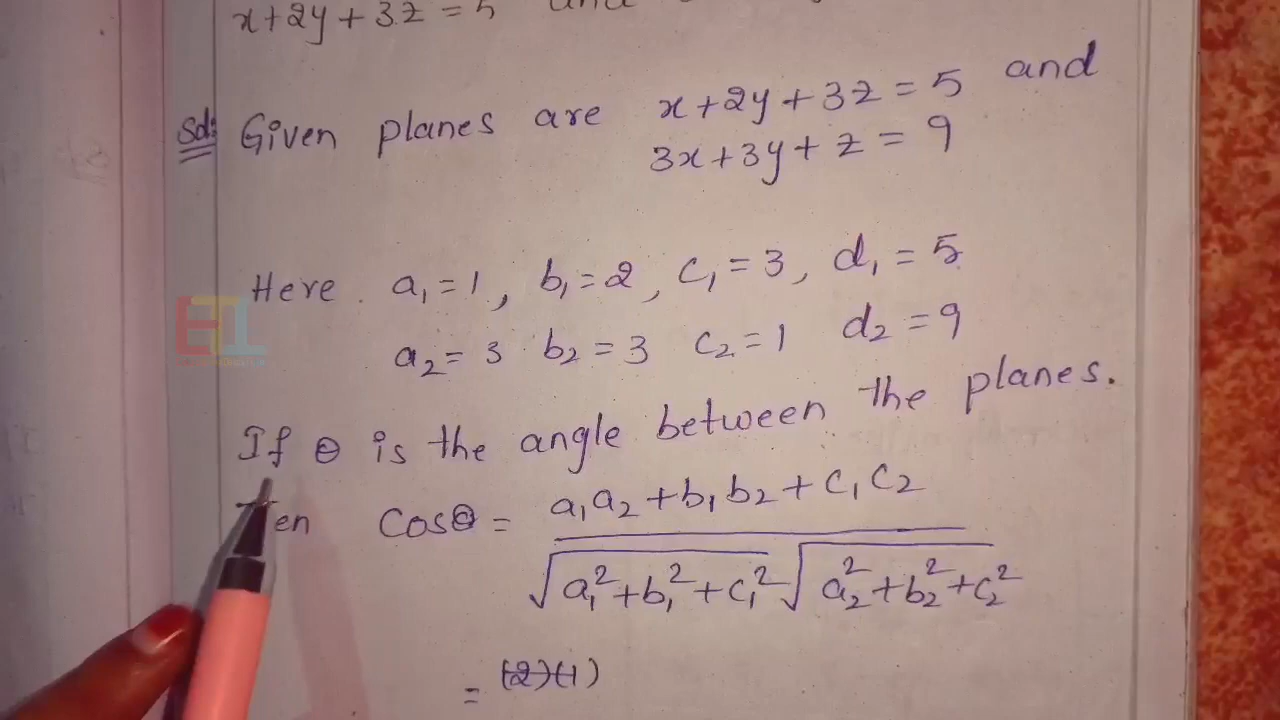 x+2y+3z=5 and
Sol: Given planes are x+2y+3z=5 and
3x+3y+z=9
Here a₁=1, b₁=2, c₁=3, d₁=5
a₂=3 b₂=3 c₂=1 d₂=9
If θ is the angle between the planes.
Cosθ = (a₁a₂+b₁b₂+c₁c₂)/(√(a₁²+b₁²+c₁²) √(a₂²+b₂²+c₂²))
= (2)(1)